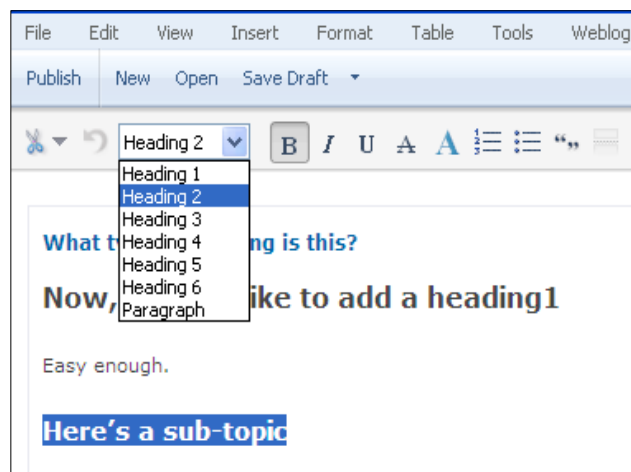 File Edit View Insert Format Table Tools Weblog
Publish New Open Save Draft
Heading 2 B I U A A “„
Heading 1
Heading 2
Heading 3
Heading 4
Heading 5
Heading 6
Paragraph
What t ng is this?
Now, ike to add a heading1
Easy enough.
Here’s a sub-topic